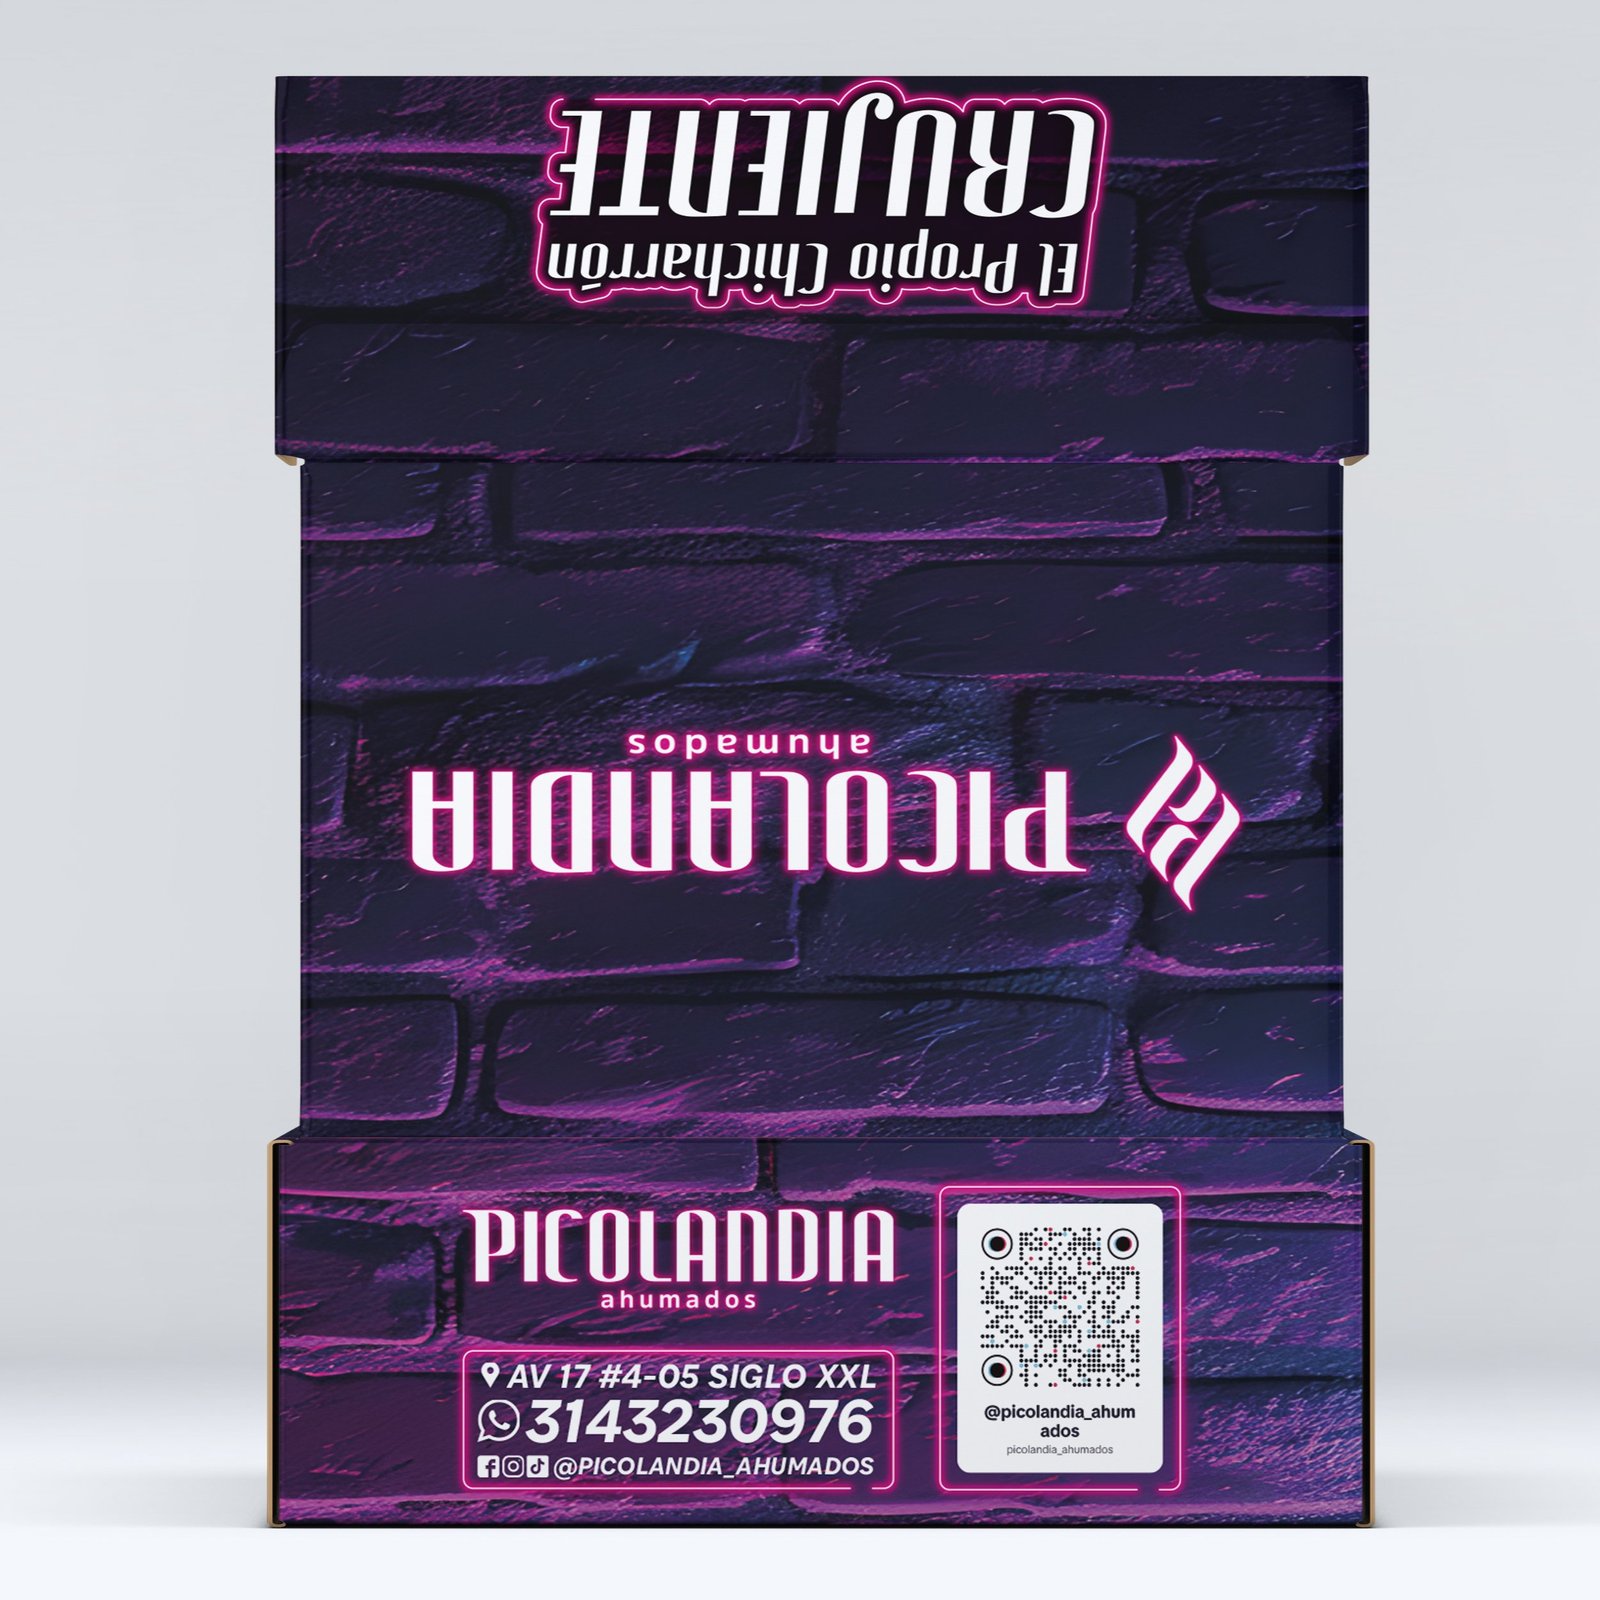 El Propio Chicharrón
CRUJIENTE
PICOLANDIA
ahumados
PICOLANDIA
ahumados
AV 17 #4-05 SIGLO XXL
3143230976
@PICOLANDIA_AHUMADOS
@picolandia_ahum
ados
picolandia_ahumados